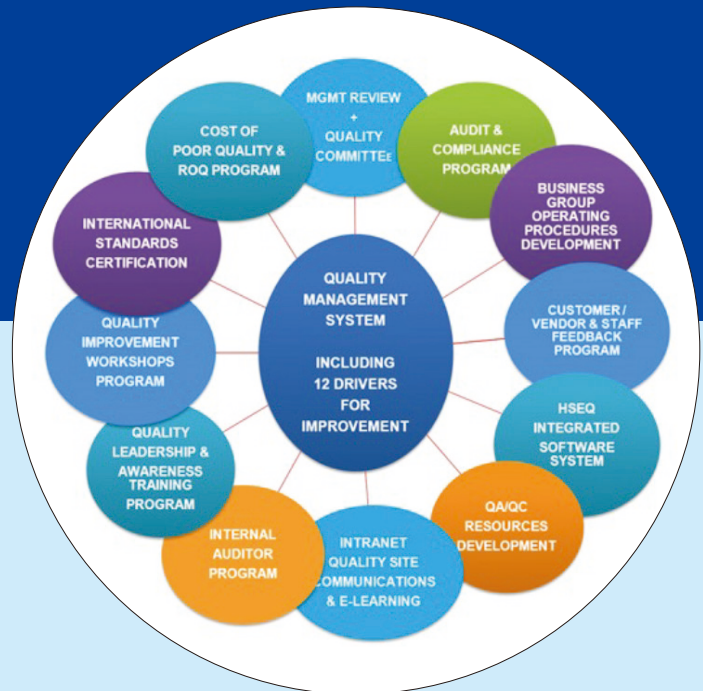 MGMT REVIEW
+
QUALITY
COMMITTEE
AUDIT &
COMPLIANCE
PROGRAM
BUSINESS
GROUP
OPERATING
PROCEDURES
DEVELOPMENT
CUSTOMER /
VENDOR & STAFF
FEEDBACK
PROGRAM
HSEQ
INTEGRATED
SOFTWARE
SYSTEM
QA/QC
RESOURCES
DEVELOPMENT
INTRANET
QUALITY SITE
COMMUNICATIONS
& E-LEARNING
INTERNAL
AUDITOR
PROGRAM
QUALITY
LEADERSHIP &
AWARENESS
TRAINING
PROGRAM
QUALITY
IMPROVEMENT
WORKSHOPS
PROGRAM
INTERNATIONAL
STANDARDS
CERTIFICATION
COST OF
POOR QUALITY &
ROQ PROGRAM
QUALITY
MANAGEMENT
SYSTEM
INCLUDING
12 DRIVERS
FOR
IMPROVEMENT